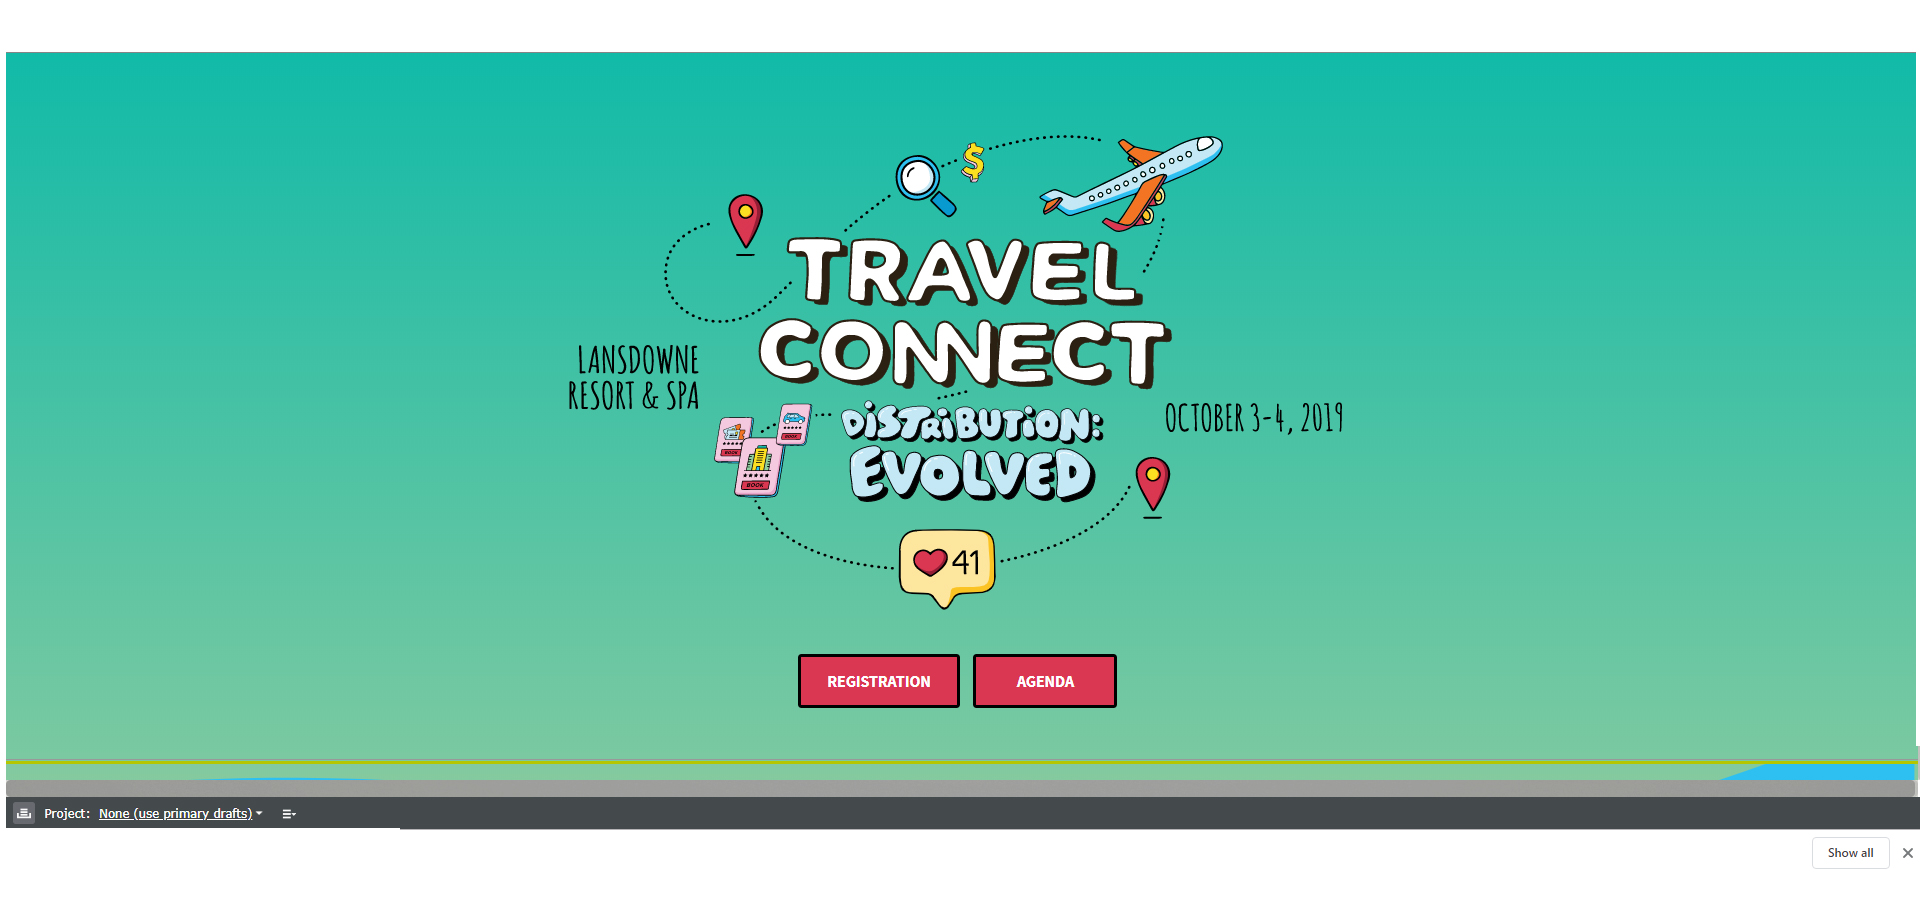 TRAVEL
CONNECT
LANSDOWNE
RESORT & SPA
DISTRIBUTION:
EVOLVED
OCTOBER 3-4, 2019
BOOK
BOOK
BOOK
41
REGISTRATION
AGENDA
Project: None (use primary drafts)
Show all